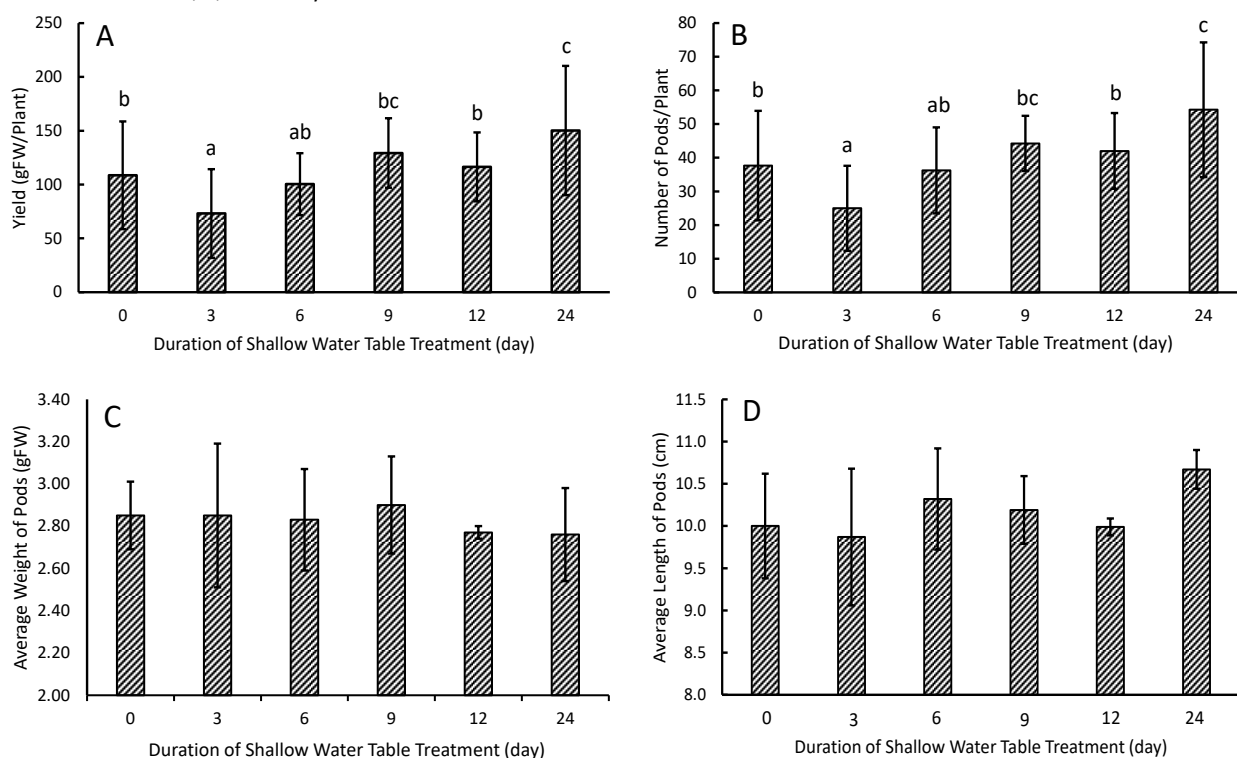 A
Yield (gFW/Plant)
250
200
150
100
50
0
b
a
ab
bc
b
c
0 3 6 9 12 24
Duration of Shallow Water Table Treatment (day)
B
Number of Pods/Plant
80
70
60
50
40
30
20
10
0
b
a
ab
bc
b
c
0 3 6 9 12 24
Duration of Shallow Water Table Treatment (day)
C
Average Weight of Pods (gFW)
3.40
3.20
3.00
2.80
2.60
2.40
2.20
2.00
0 3 6 9 12 24
Duration of Shallow Water Table Treatment (day)
D
Average Length of Pods (cm)
11.5
11.0
10.5
10.0
9.5
9.0
8.5
8.0
0 3 6 9 12 24
Duration of Shallow Water Table Treatment (day)